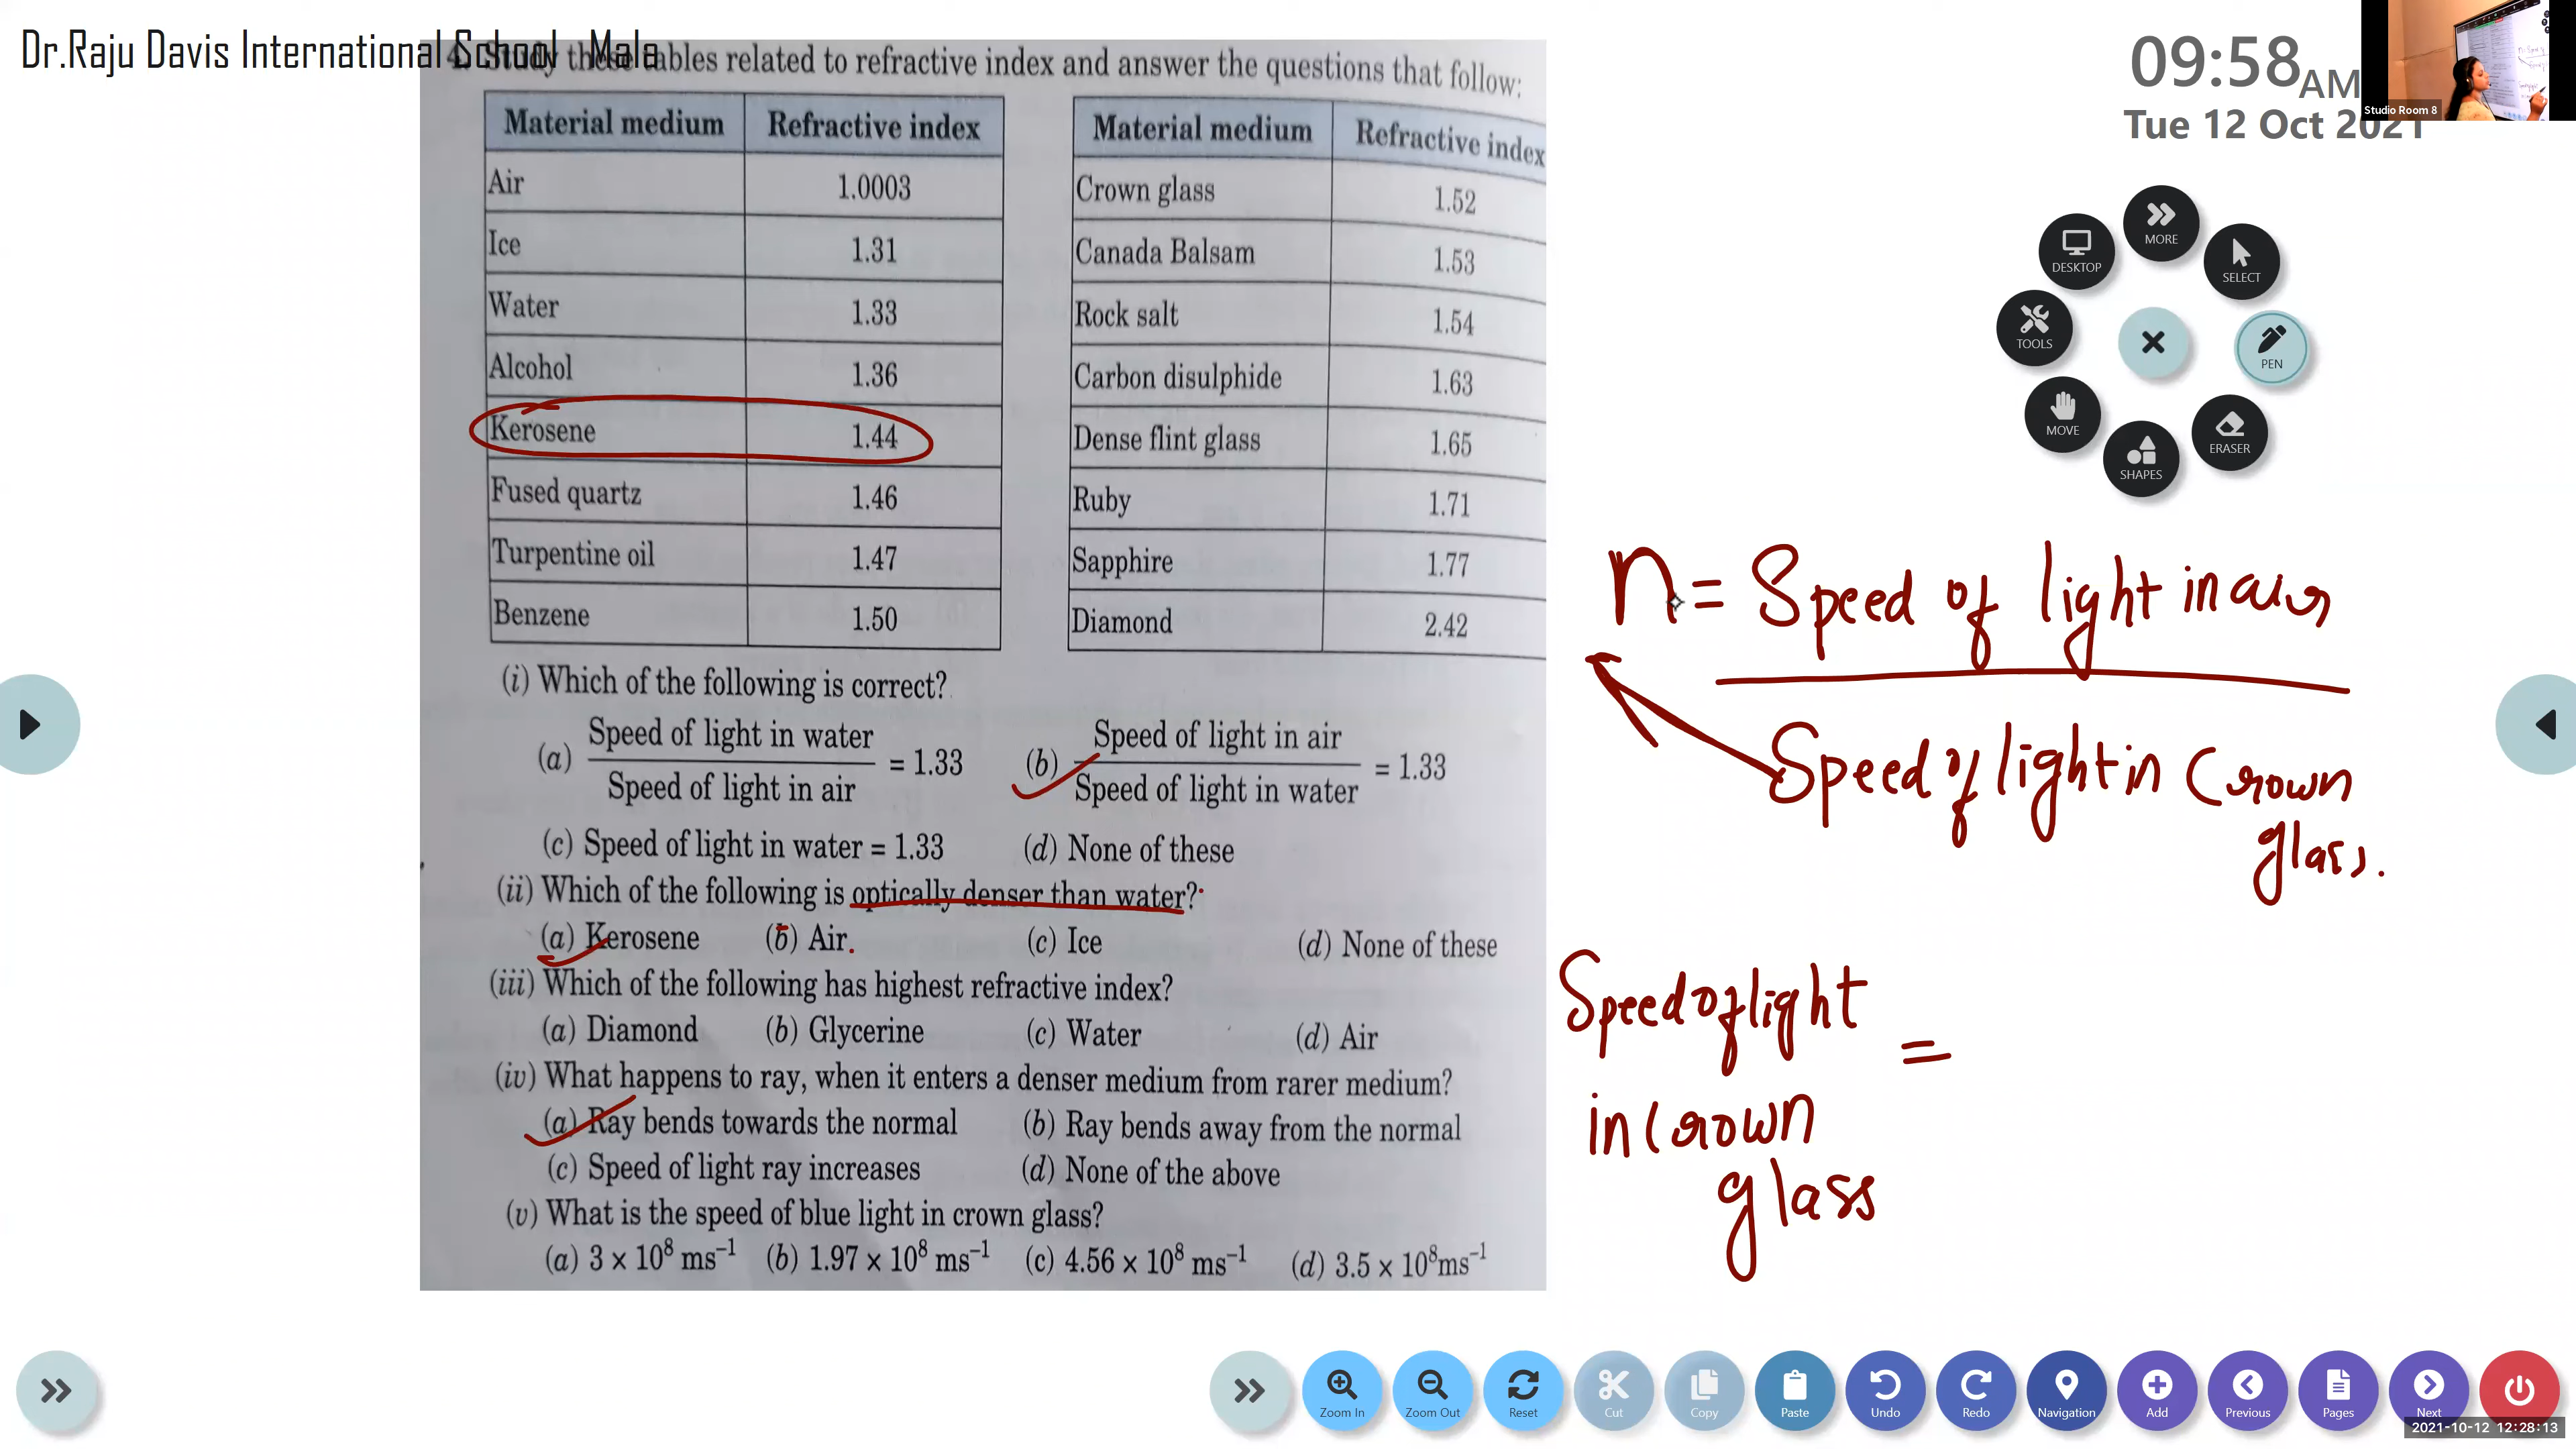 Dr.Raju Davis International School Mala
4. Study these tables related to refractive index and answer the questions that follow:
Material medium Refractive index
Air 1.0003
Ice 1.31
Water 1.33
Alcohol 1.36
Kerosene 1.44
Fused quartz 1.46
Turpentine oil 1.47
Benzene 1.50
Material medium Refractive index
Crown glass 1.52
Canada Balsam 1.53
Rock salt 1.54
Carbon disulphide 1.63
Dense flint glass 1.65
Ruby 1.71
Sapphire 1.77
Diamond 2.42
(i) Which of the following is correct?
(a) Speed of light in water / Speed of light in air = 1.33 (b) Speed of light in air / Speed of light in water = 1.33
(c) Speed of light in water = 1.33 (d) None of these
(ii) Which of the following is optically denser than water?
(a) Kerosene (b) Air (c) Ice (d) None of these
(iii) Which of the following has highest refractive index?
(a) Diamond (b) Glycerine (c) Water (d) Air
(iv) What happens to ray, when it enters a denser medium from rarer medium?
(a) Ray bends towards the normal (b) Ray bends away from the normal
(c) Speed of light ray increases (d) None of the above
(v) What is the speed of blue light in crown glass?
(a) 3 × 10⁸ ms⁻¹ (b) 1.97 × 10⁸ ms⁻¹ (c) 4.56 × 10⁸ ms⁻¹ (d) 3.5 × 10⁸ms⁻¹
09:58 AM
Tue 12 Oct 2021
Studio Room 8
MORE
DESKTOP
SELECT
TOOLS
PEN
MOVE
ERASER
SHAPES
n = Speed of light in air
Speed of light in Crown
glass.
Speed of light =
in Crown
glass
Zoom In Zoom Out Reset Cut Copy Paste Undo Redo Navigation Add Previous Pages Next
2021-10-12 12:28:13